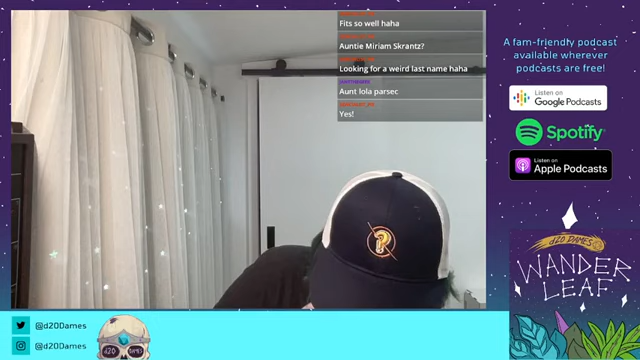 Fits so well haha
Auntie Miriam Skrantz?
Looking for a weird last name haha
Aunt lola parsec
Yes!
A fam-friendly podcast
available wherever
podcasts are free!
Listen on
Google Podcasts
Spotify
Listen on
Apple Podcasts
d20 DAMES
WANDER
LEAF
@d20Dames
@d20Dames
d20
DAMES